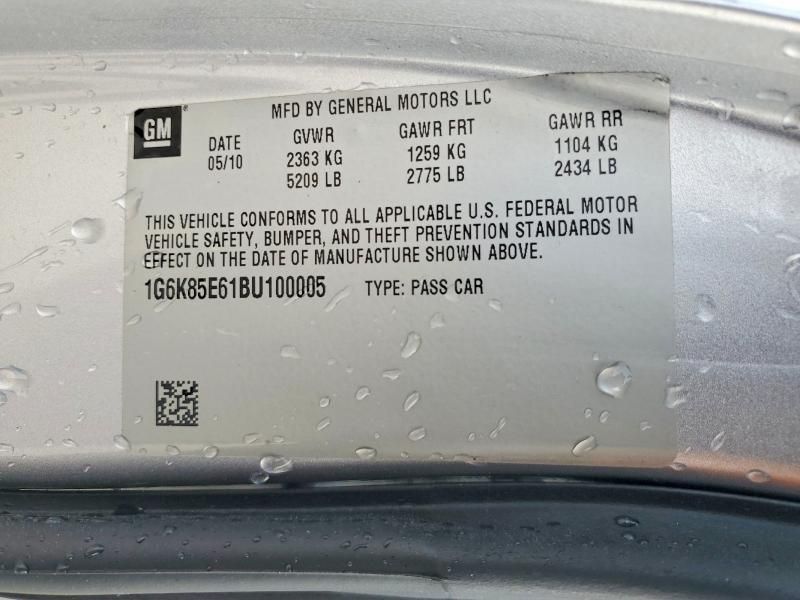 MFD BY GENERAL MOTORS LLC
GM®
DATE GVWR GAWR FRT GAWR RR
05/10 2363 KG 1259 KG 1104 KG
5209 LB 2775 LB 2434 LB
THIS VEHICLE CONFORMS TO ALL APPLICABLE U.S. FEDERAL MOTOR
VEHICLE SAFETY, BUMPER, AND THEFT PREVENTION STANDARDS IN
EFFECT ON THE DATE OF MANUFACTURE SHOWN ABOVE.
1G6K85E61BU100005 TYPE: PASS CAR